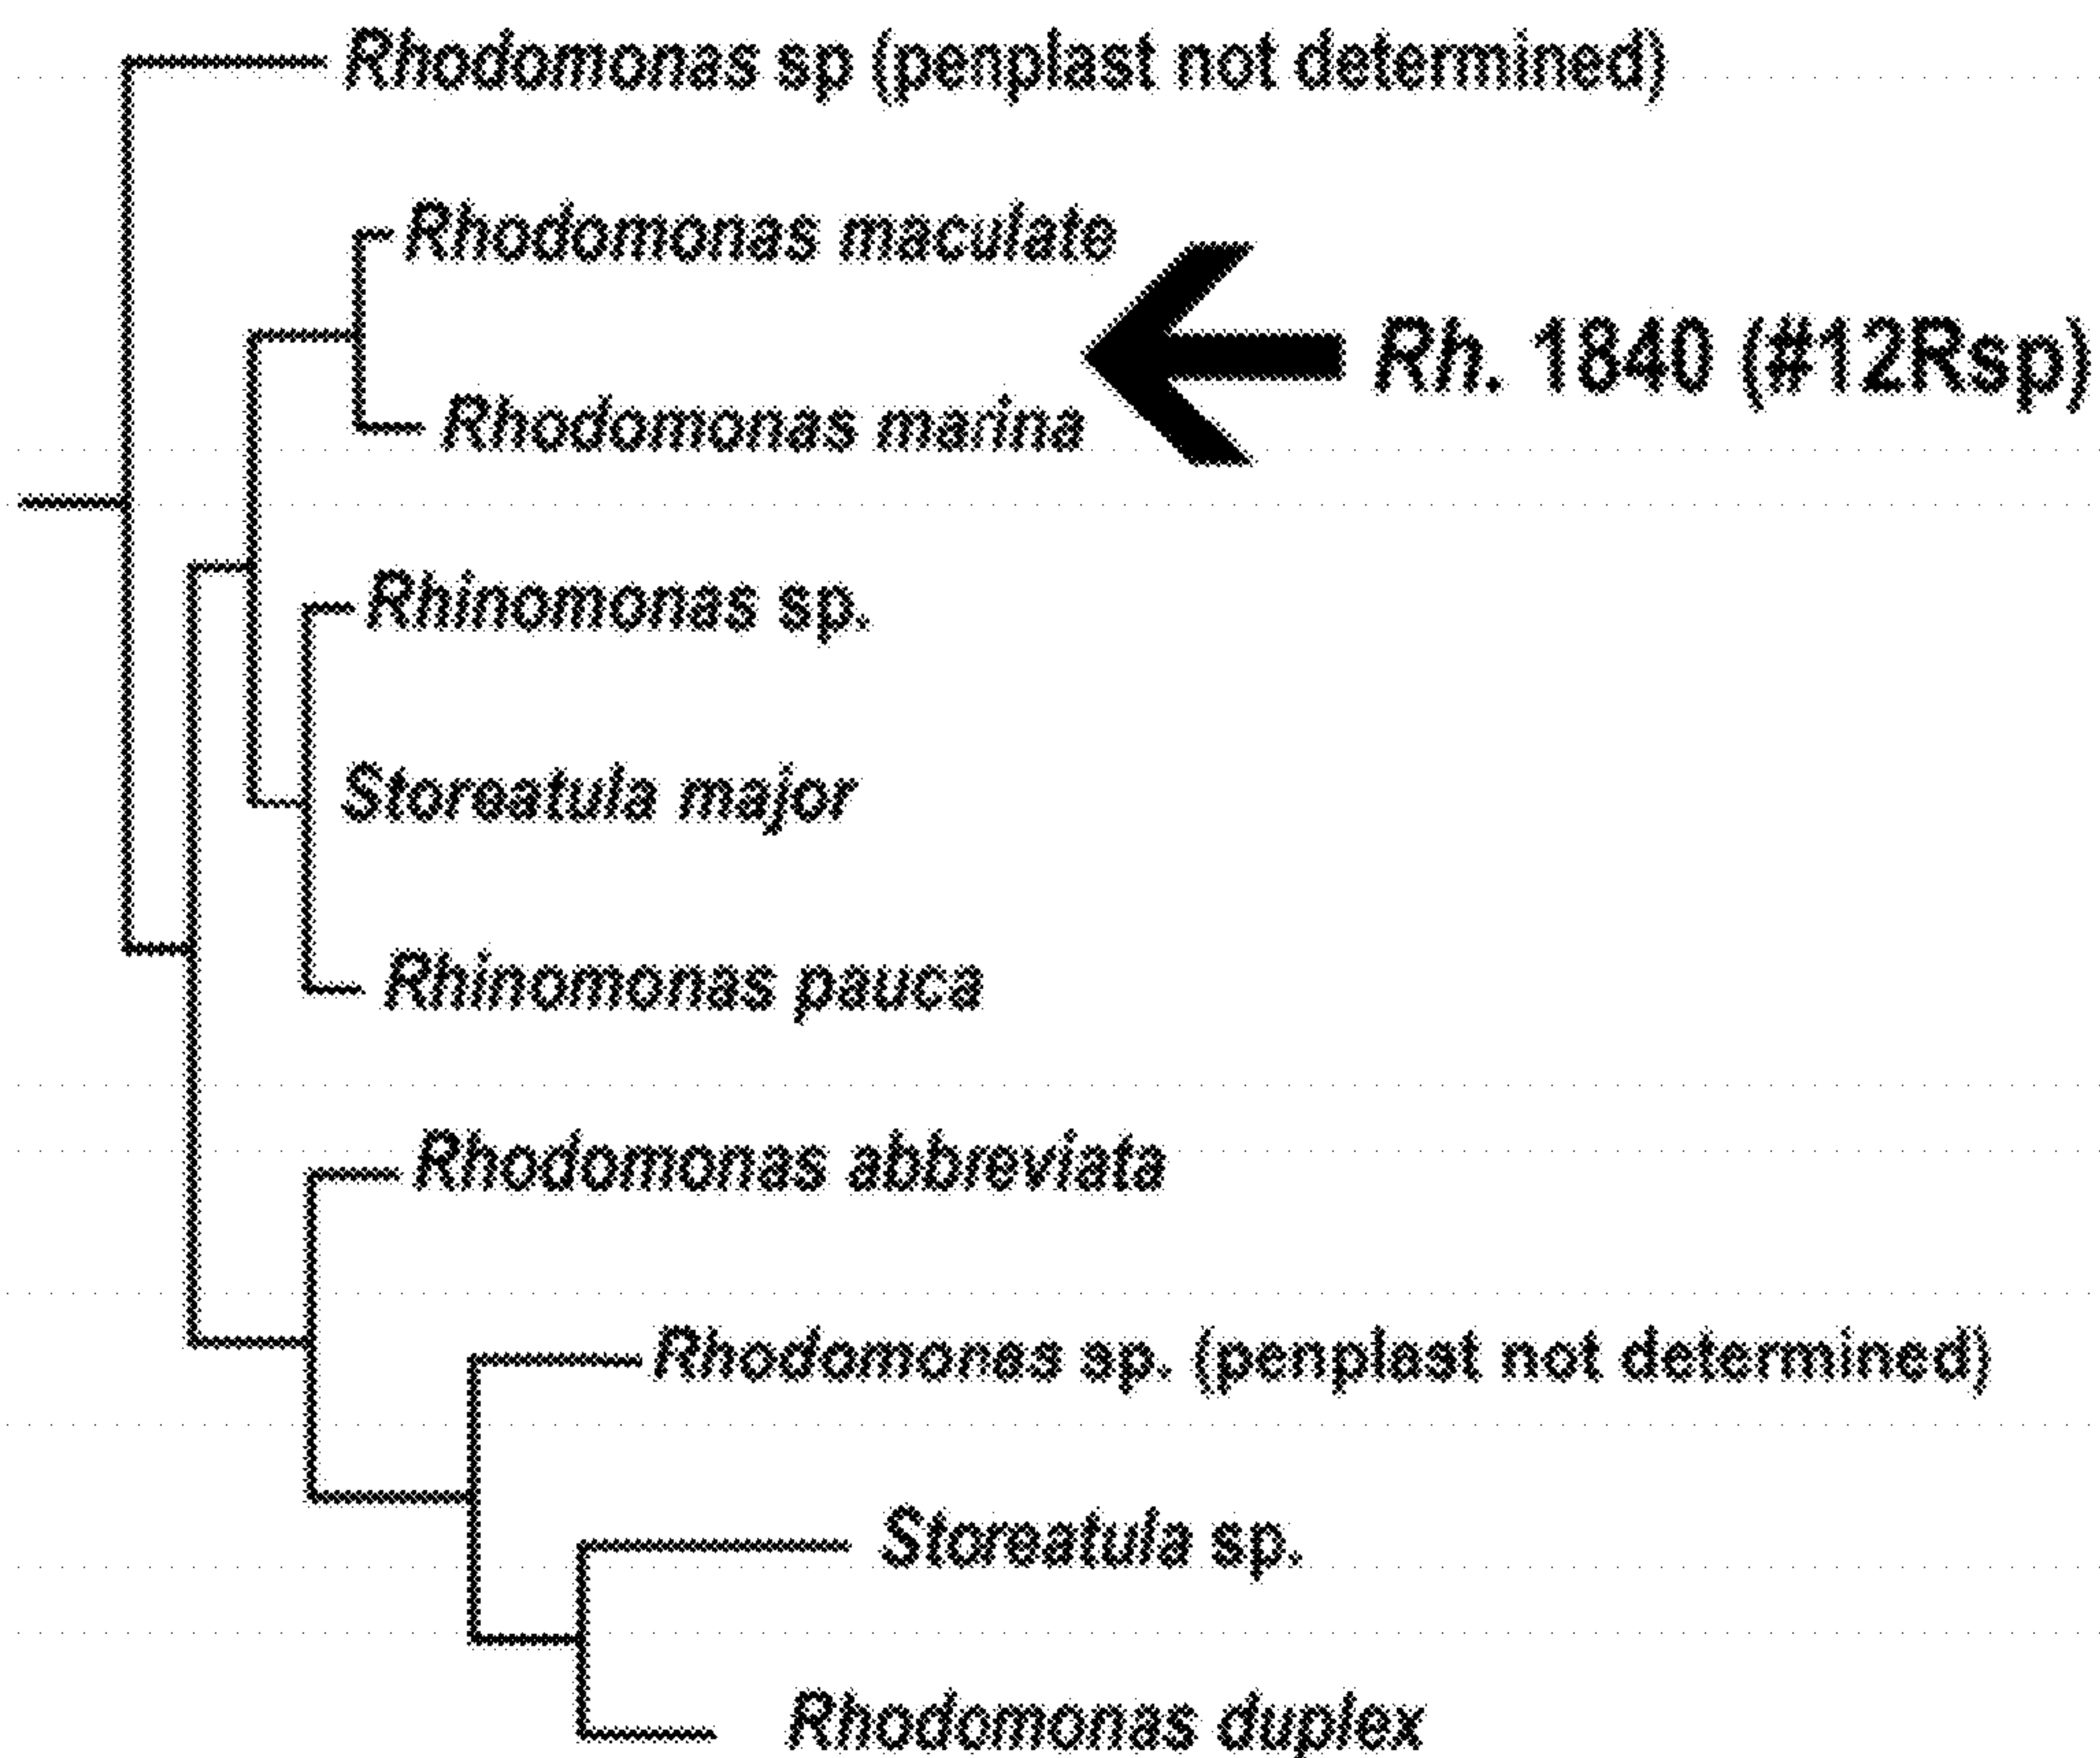 Rhodomonas sp (penplast not determined)
Rhodomonas maculate
Rh. 1840 (#12Rsp)
Rhodomonas marina
Rhinomonas sp.
Storeatula major
Rhinomonas pauca
Rhodomonas abbreviata
Rhodomonas sp. (penplast not determined)
Storeatula sp.
Rhodomonas duplex